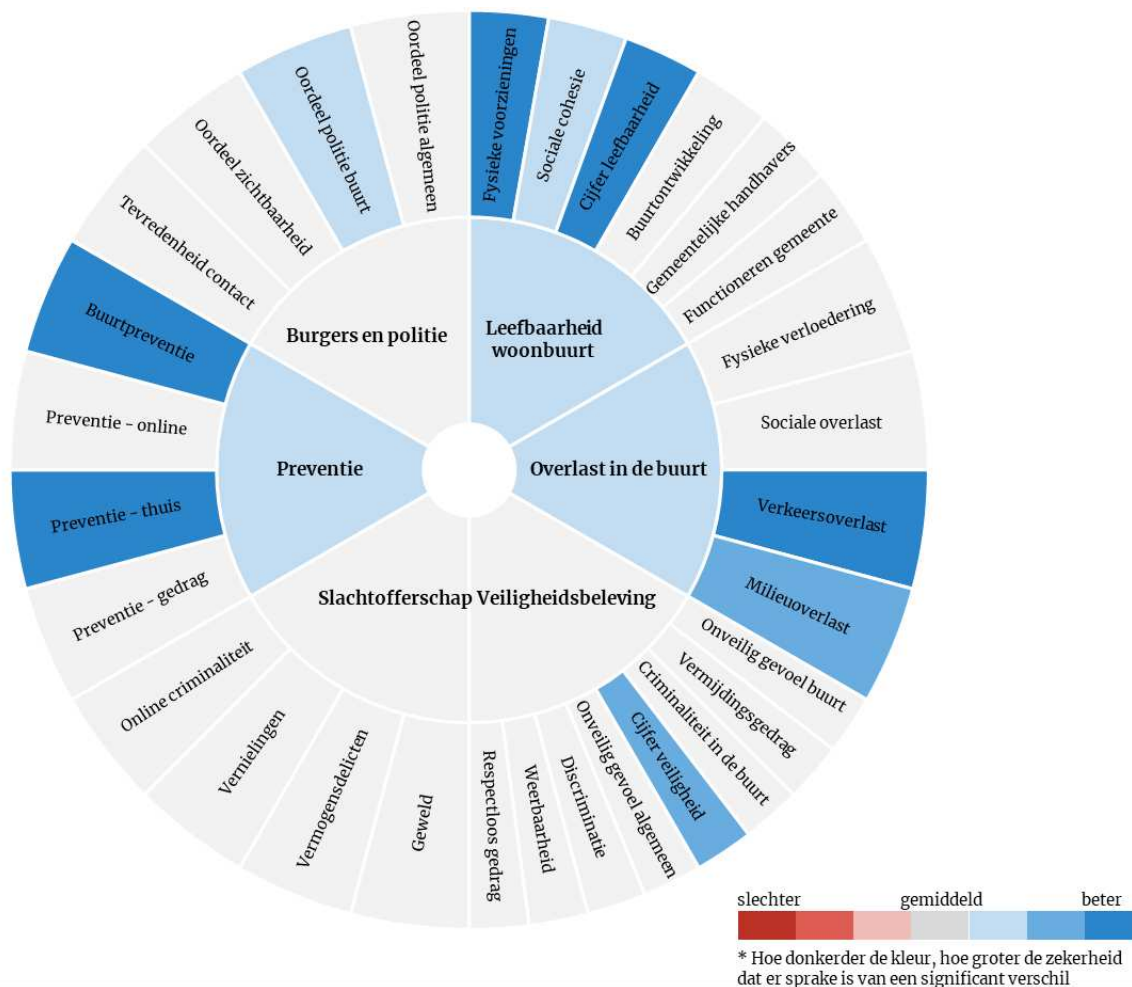 Fysieke voorzieningen
Sociale cohesie
Cijfer leefbaarheid
Buurtontwikkeling
Gemeentelijke handhavers
Functioneren gemeente
Fysieke verloedering
Sociale overlast
Verkeersoverlast
Milieuoverlast
Onveilig gevoel buurt
Vermijdingsgedrag
Criminaliteit in de buurt
Cijfer veiligheid
Onveilig gevoel algemeen
Discriminatie
Weerbaarheid
Respectloos gedrag
Geweld
Vermogensdelicten
Vernielingen
Online criminaliteit
Preventie - gedrag
Preventie - thuis
Preventie - online
Buurtpreventie
Tevredenheid contact
Oordeel zichtbaarheid
Oordeel politie buurt
Oordeel politie algemeen
Burgers en politie
Leefbaarheid
woonbuurt
Preventie
Overlast in de buurt
Slachtofferschap
Veiligheidsbeleving
slechter gemiddeld beter
* Hoe donkerder de kleur, hoe groter de zekerheid
dat er sprake is van een significant verschil